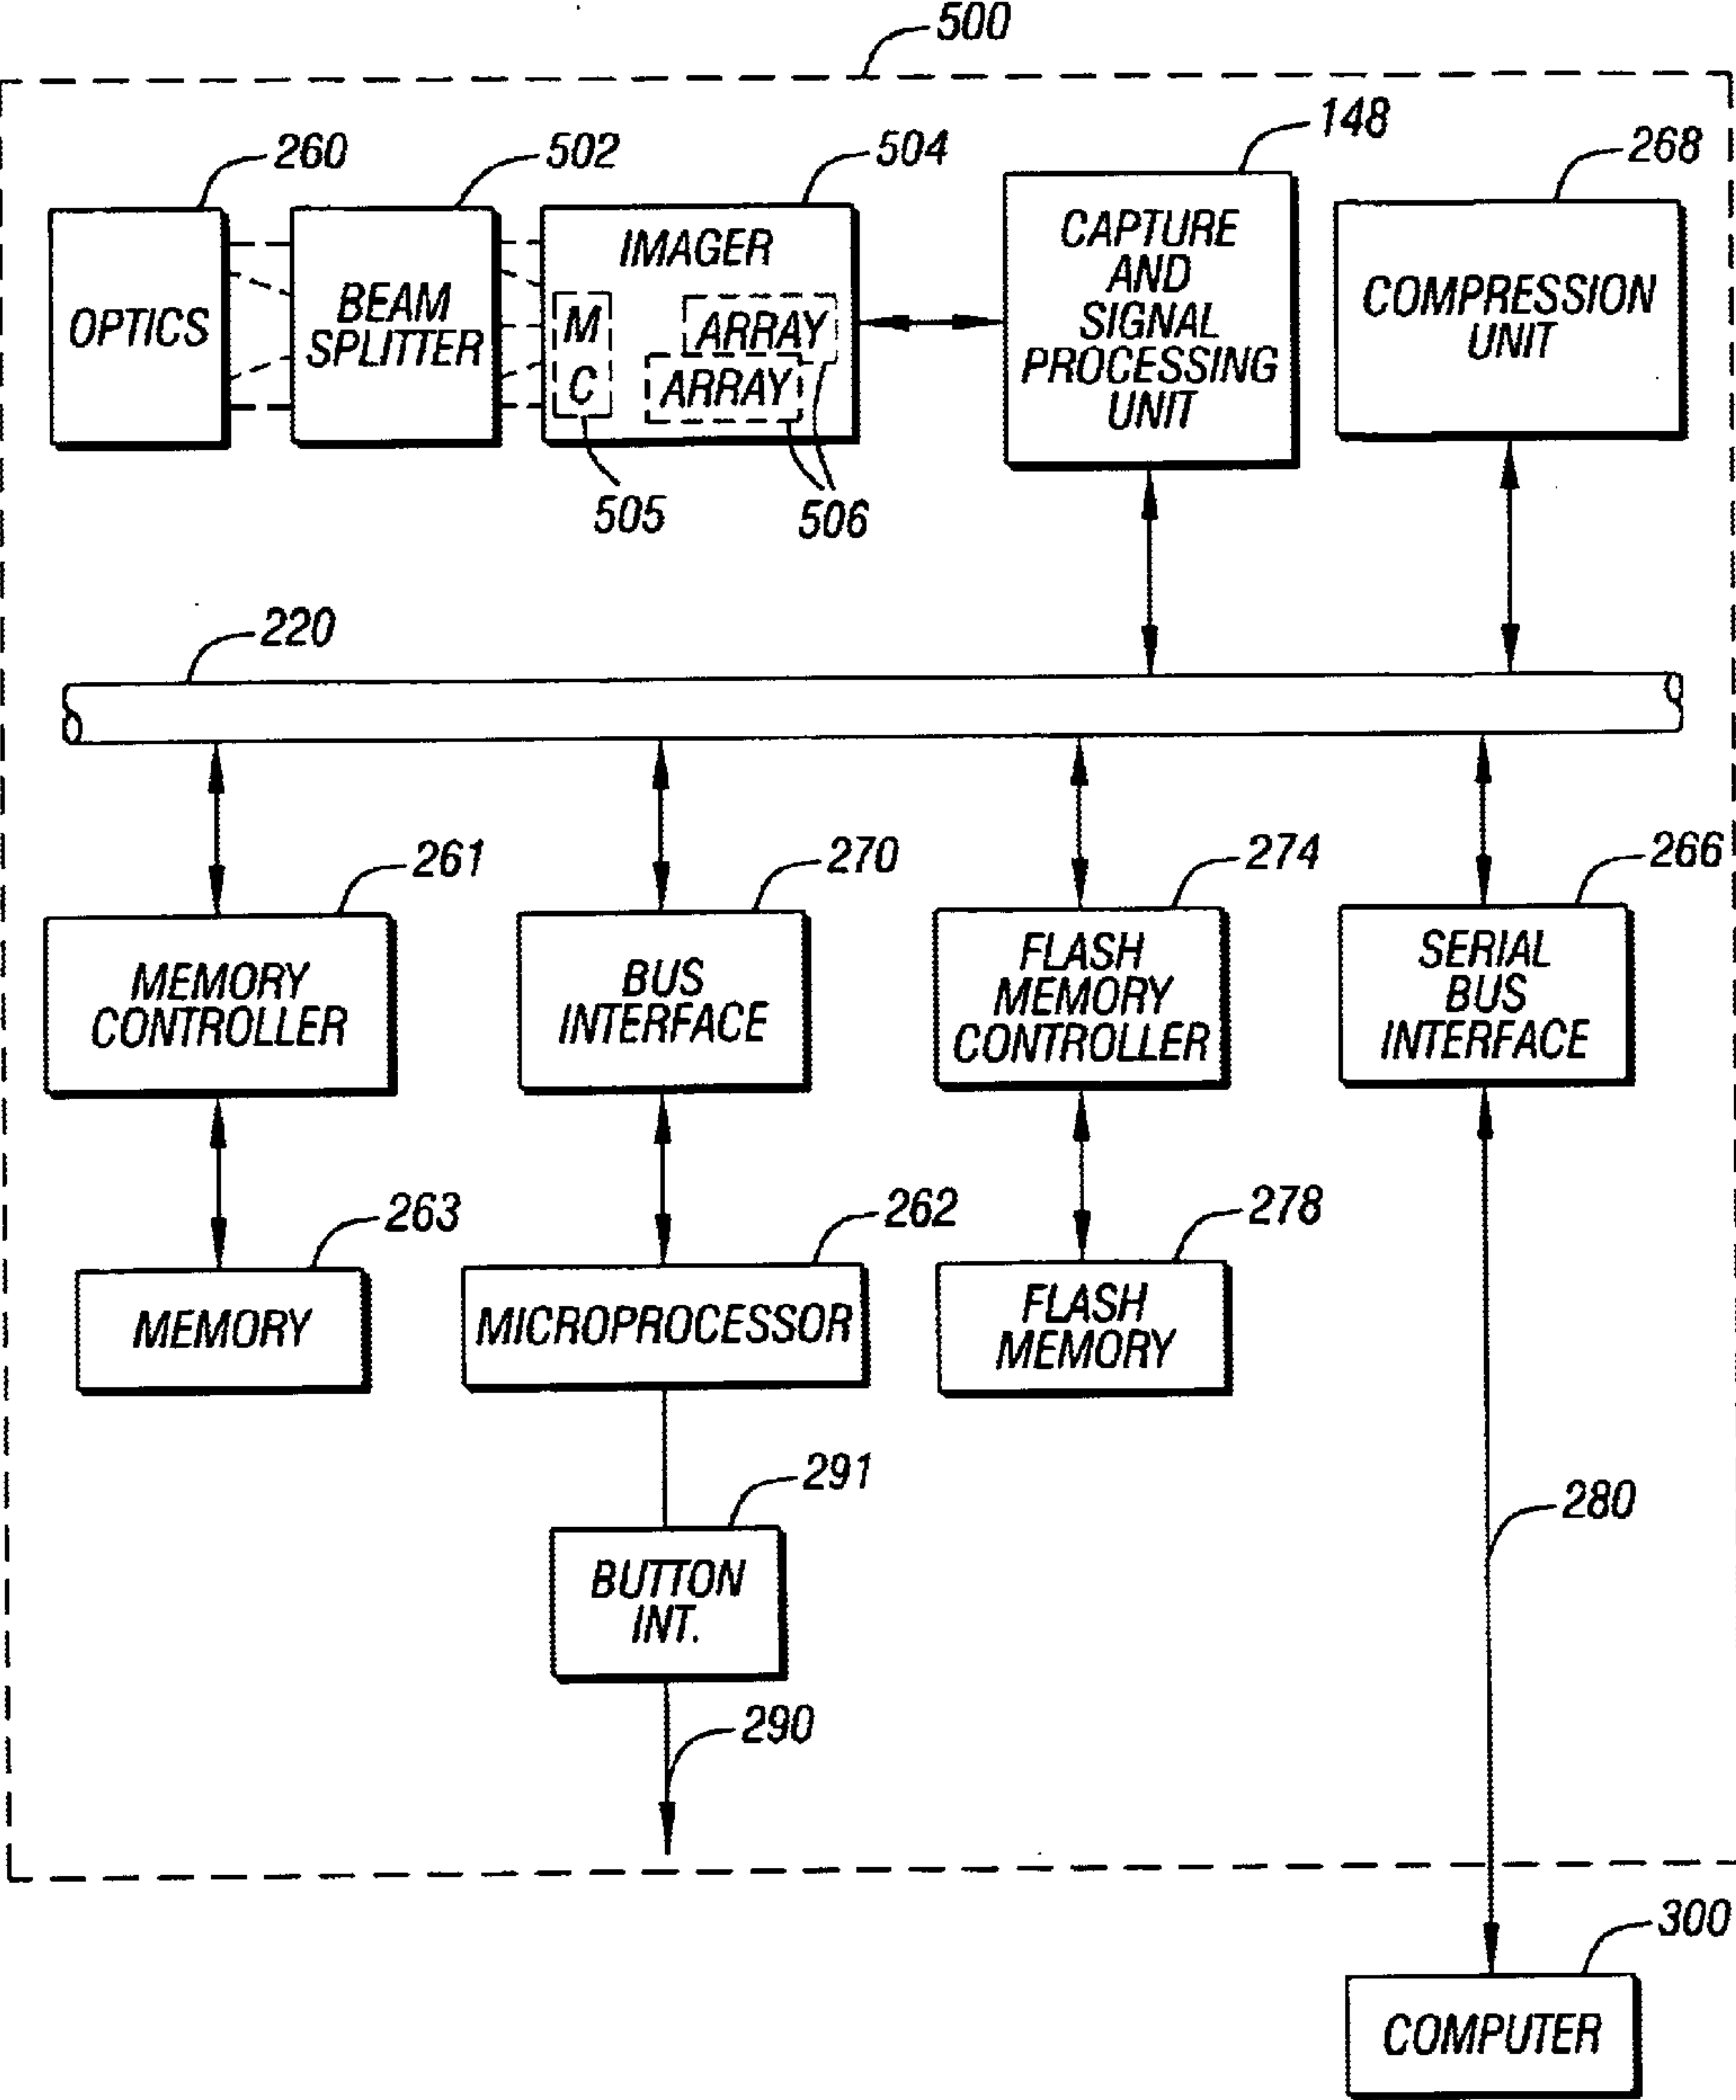 500
260
502
504
148
268
OPTICS
BEAM
SPLITTER
IMAGER
M
C
ARRAY
ARRAY
505
506
CAPTURE
AND
SIGNAL
PROCESSING
UNIT
COMPRESSION
UNIT
220
261
270
274
266
MEMORY
CONTROLLER
BUS
INTERFACE
FLASH
MEMORY
CONTROLLER
SERIAL
BUS
INTERFACE
263
262
278
MEMORY
MICROPROCESSOR
FLASH
MEMORY
291
280
BUTTON
INT.
290
300
COMPUTER